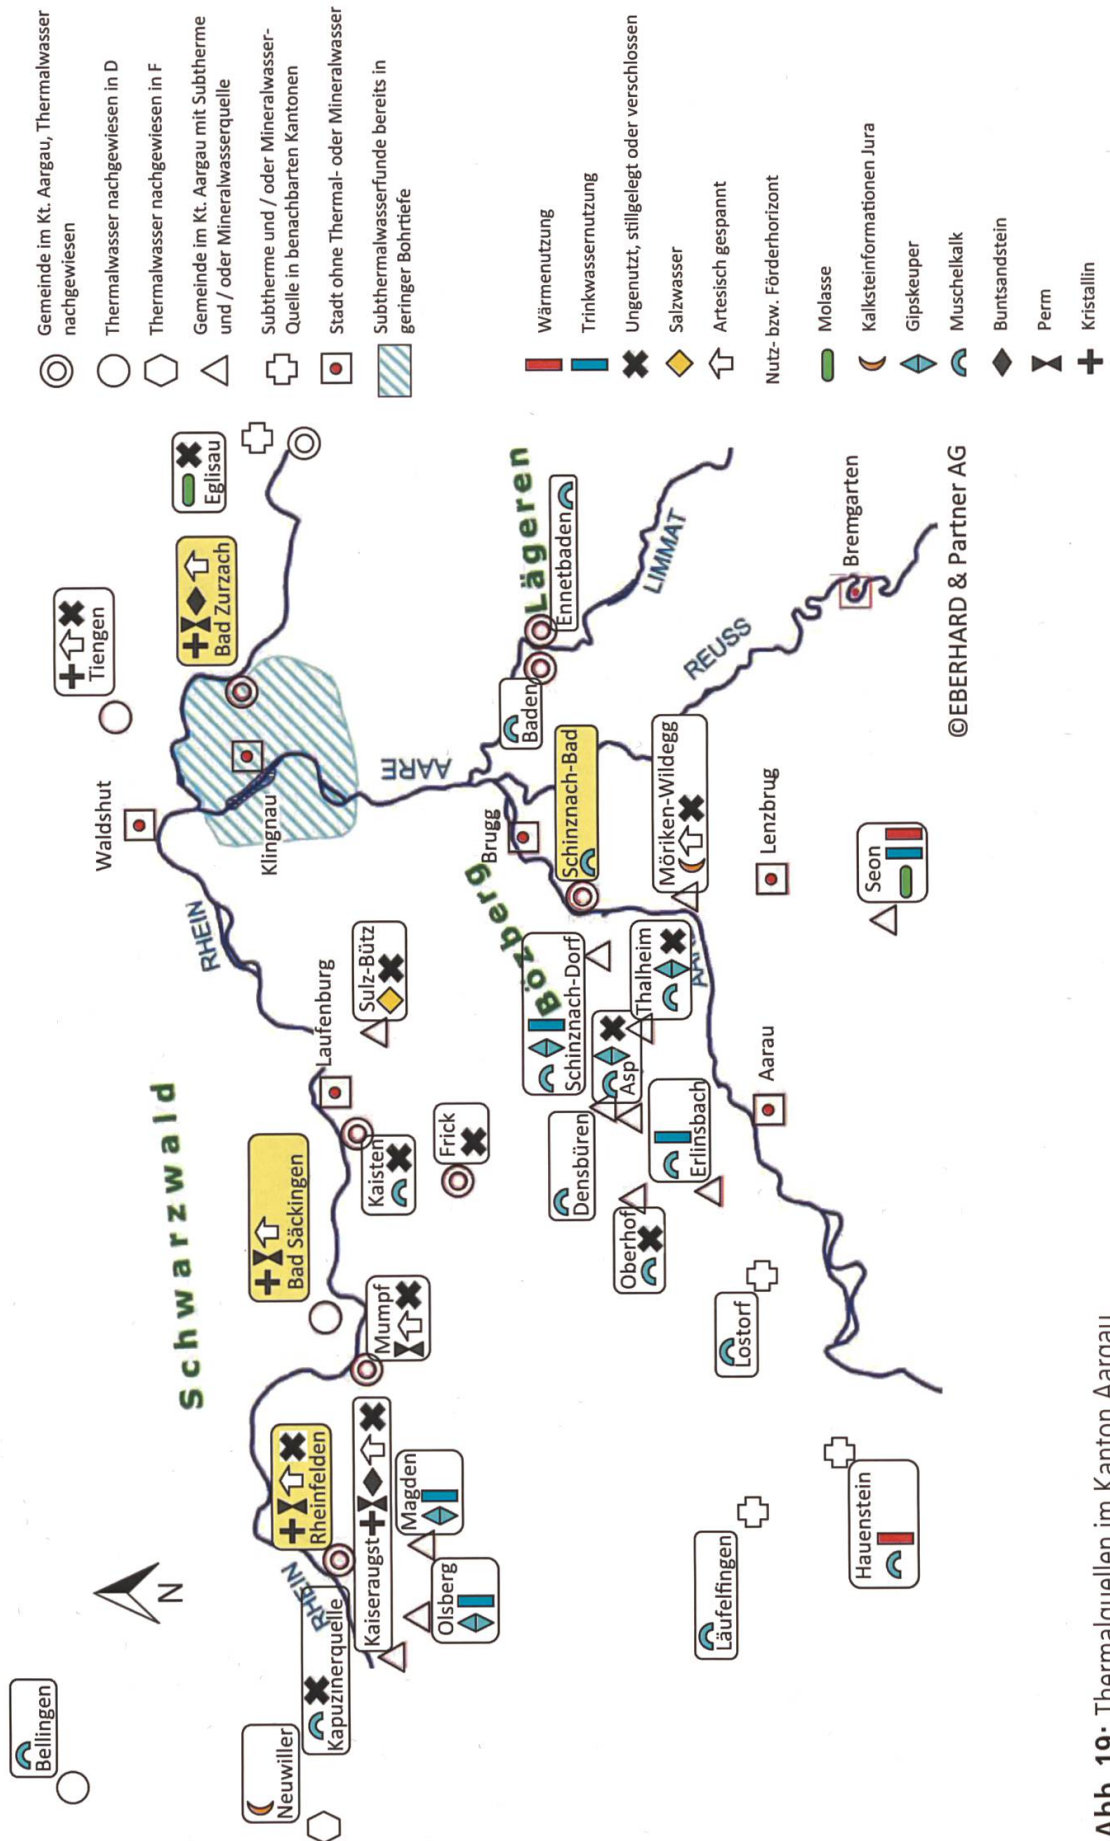 Bellingen
Neuwiller
Kapuzinerquelle
RHEIN
N
Rheinfelden
Kaiseraugst
Magden
Olsberg
Mumpf
Schwarzwald
Bad Säckingen
Kaisten
Frick
Laufenburg
Sulz-Bütz
RHEIN
Waldshut
Klingnau
Tiengen
Bad Zurzach
Eglisau
AARE
Brugg
Bözberg
Baden
Lägeren
Ennetbaden
LIMMAT
REUSS
Bremgarten
Schinznach-Bad
Schinznach-Dorf
Möriken-Wildegg
Thalheim
Asp
Densbüren
Erlinsbach
Oberhof
Aarau
Lenzbrug
Seon
Lostorf
Läufelfingen
Hauenstein
©EBERHARD & Partner AG
Gemeinde im Kt. Aargau, Thermalwasser
nachgewiesen
Thermalwasser nachgewiesen in D
Thermalwasser nachgewiesen in F
Gemeinde im Kt. Aargau mit Subtherme
und / oder Mineralwasserquelle
Subtherme und / oder Mineralwasser-
Quelle in benachbarten Kantonen
Stadt ohne Thermal- oder Mineralwasser
Subthermalwasserfunde bereits in
geringer Bohrtiefe
Wärmenutzung
Trinkwassernutzung
Ungenutzt, stillgelegt oder verschlossen
Salzwasser
Artesisch gespannt
Nutz- bzw. Förderhorizont
Molasse
Kalksteinformationen Jura
Gipskeuper
Muschelkalk
Buntsandstein
Perm
Kristallin
Abb. 19: Thermalquellen im Kanton Aargau